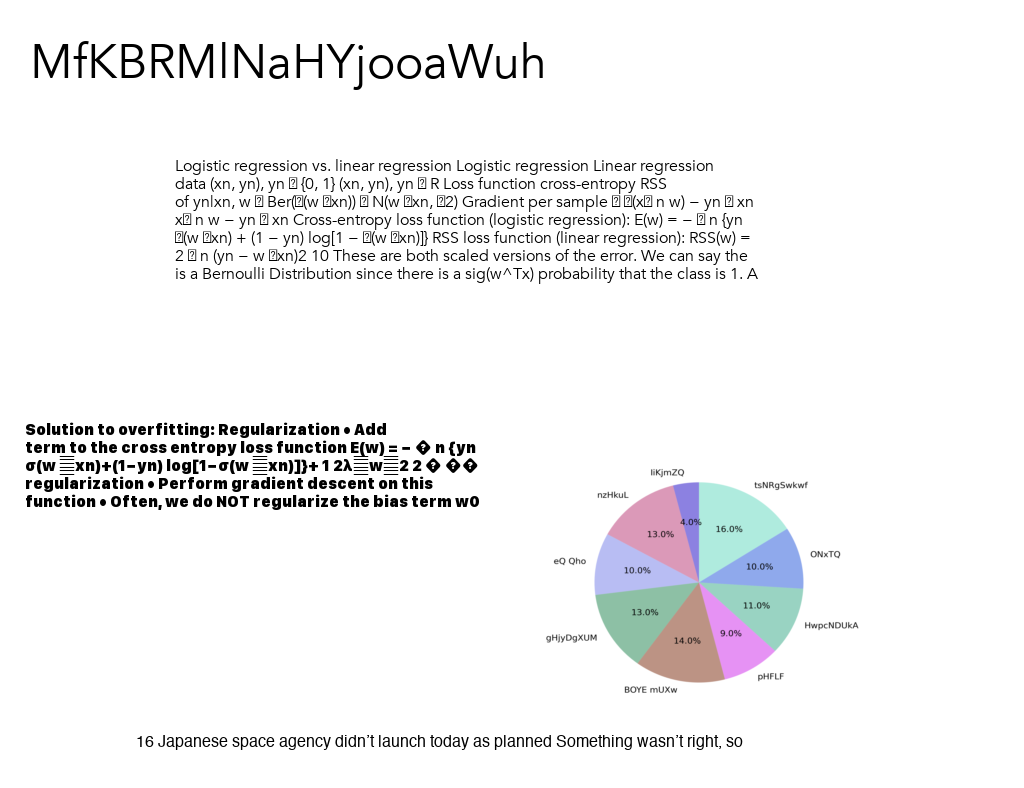 MfKBRMlNaHYjooaWuh
Logistic regression vs. linear regression Logistic regression Linear regression
data (xn, yn), yn � {0, 1} (xn, yn), yn � R Loss function cross-entropy RSS
of yn|xn, w � Ber(�(w �xn)) � N(w �xn, �2) Gradient per sample � �(x� n w) − yn � xn
x� n w − yn � xn Cross-entropy loss function (logistic regression): E(w) = − � n {yn
�(w �xn) + (1 − yn) log[1 − �(w �xn)]} RSS loss function (linear regression): RSS(w) =
2 � n (yn − w �xn)2 10 These are both scaled versions of the error. We can say the
is a Bernoulli Distribution since there is a sig(w^Tx) probability that the class is 1. A
Solution to overfitting: Regularization • Add
term to the cross entropy loss function E(w) = − � n {yn
σ(w �xn)+(1−yn) log[1−σ(w �xn)]}+ 1 2λ�w�2 2 � ��
regularization • Perform gradient descent on this
function • Often, we do NOT regularize the bias term w0
liKjmZQ
tsNRgSwkwf
nzHkuL
4.0%
16.0%
13.0%
ONxTQ
eQ Qho
10.0%
10.0%
11.0%
13.0%
HwpcNDUkA
gHjyDgXUM
14.0%
9.0%
pHFLF
BOYE mUXw
16 Japanese space agency didn’t launch today as planned Something wasn’t right, so